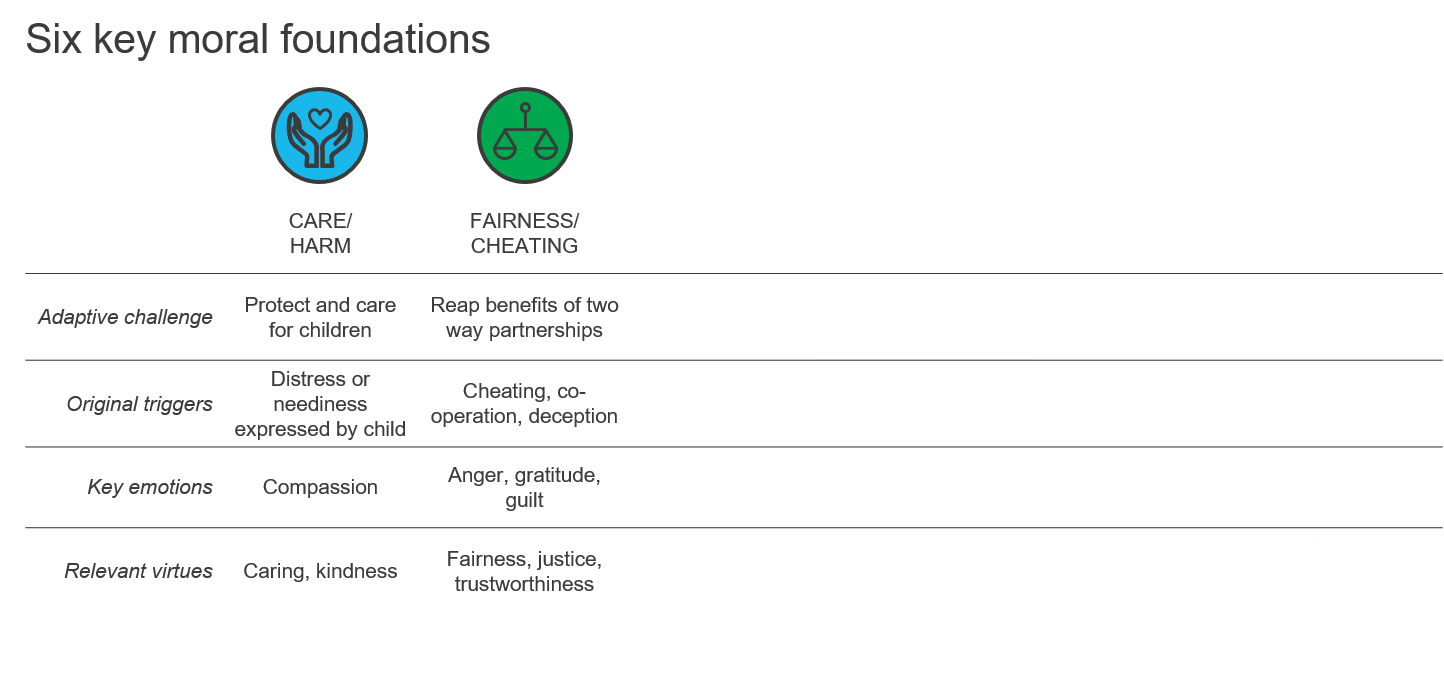 Six key moral foundations
CARE/
HARM
FAIRNESS/
CHEATING
Adaptive challenge
Protect and care
for children
Reap benefits of two
way partnerships
Original triggers
Distress or
neediness
expressed by child
Cheating, co-
operation, deception
Key emotions
Compassion
Anger, gratitude,
guilt
Relevant virtues
Caring, kindness
Fairness, justice,
trustworthiness